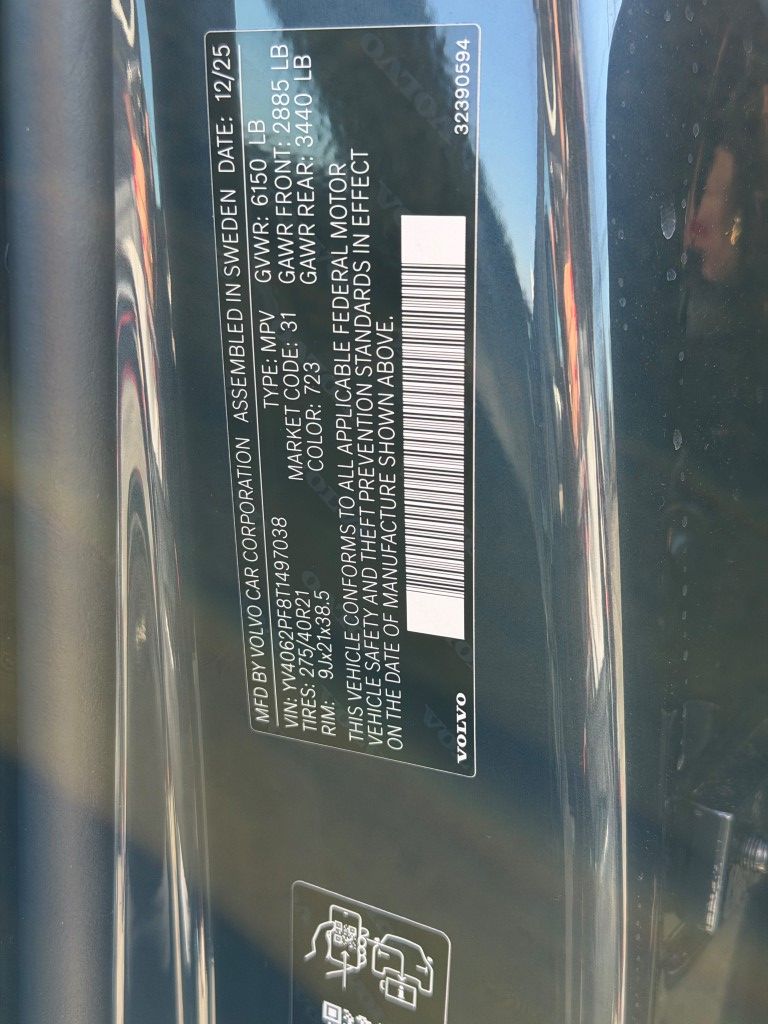 MFD BY VOLVO CAR CORPORATION ASSEMBLED IN SWEDEN DATE: 12/25
VIN: YV4062PF8T1497038 TYPE: MPV GVWR: 6150 LB
TIRES: 275/40R21 MARKET CODE: 31 GAWR FRONT: 2885 LB
RIM: 9Jx21x38.5 COLOR: 723 GAWR REAR: 3440 LB
THIS VEHICLE CONFORMS TO ALL APPLICABLE FEDERAL MOTOR
VEHICLE SAFETY AND THEFT PREVENTION STANDARDS IN EFFECT
ON THE DATE OF MANUFACTURE SHOWN ABOVE.
VOLVO 32390594